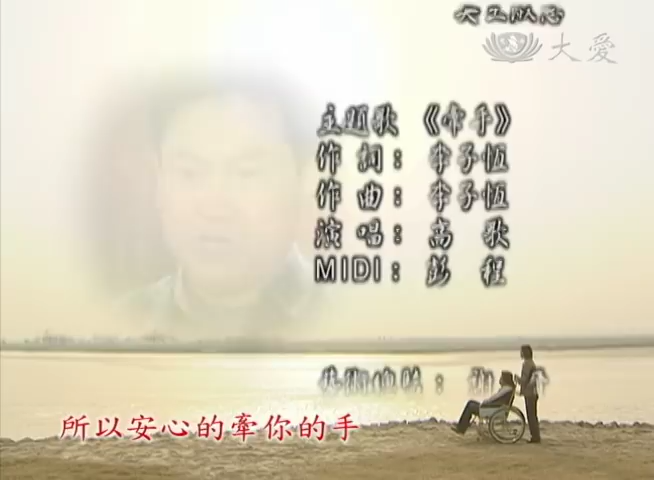 大愛
主題歌 《牽手》
作 詞： 李子恆
作 曲： 李子恆
演 唱： 高 歌
MIDI： 彭 程
所以安心的牽你的手